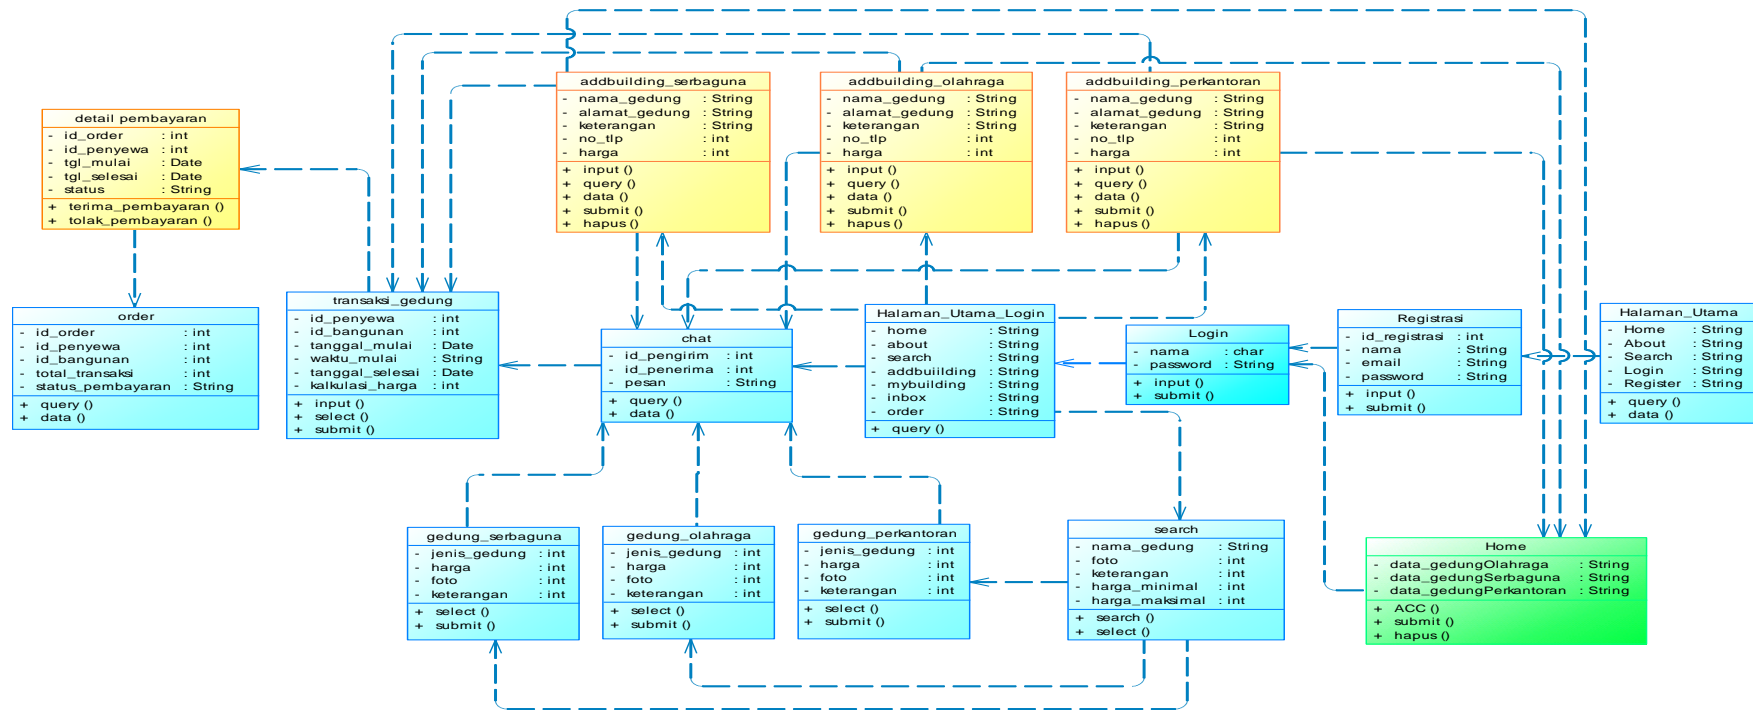 addbuilding_serbaguna
- nama_gedung : String
- alamat_gedung : String
- keterangan : String
- no_tlp : int
- harga : int
+ input ()
+ query ()
+ data ()
+ submit ()
+ hapus ()
addbuilding_olahraga
- nama_gedung : String
- alamat_gedung : String
- keterangan : String
- no_tlp : int
- harga : int
+ input ()
+ query ()
+ data ()
+ submit ()
+ hapus ()
addbuilding_perkantoran
- nama_gedung : String
- alamat_gedung : String
- keterangan : String
- no_tlp : int
- harga : int
+ input ()
+ query ()
+ data ()
+ submit ()
+ hapus ()
detail pembayaran
- id_order : int
- id_penyewa : int
- tgl_mulai : Date
- tgl_selesai : Date
- status : String
+ terima_pembayaran ()
+ tolak_pembayaran ()
order
- id_order : int
- id_penyewa : int
- id_bangunan : int
- total_transaksi : int
- status_pembayaran : String
+ query ()
+ data ()
transaksi_gedung
- id_penyewa : int
- id_bangunan : int
- tanggal_mulai : Date
- waktu_mulai : String
- tanggal_selesai : Date
- kalkulasi_harga : int
+ input ()
+ select ()
+ submit ()
chat
- id_pengirim : int
- id_penerima : int
- pesan : String
+ query ()
+ data ()
Halaman_Utama_Login
- home : String
- about : String
- search : String
- addbuiilding : String
- mybuilding : String
- inbox : String
- order : String
+ query ()
Login
- nama : char
- password : String
+ input ()
+ submit ()
Registrasi
- id_registrasi : int
- nama : String
- email : String
- password : String
+ input ()
+ submit ()
Halaman_Utama
- Home : String
- About : String
- Search : String
- Login : String
- Register : String
+ query ()
+ data ()
gedung_serbaguna
- jenis_gedung : int
- harga : int
- foto : int
- keterangan : int
+ select ()
+ submit ()
gedung_olahraga
- jenis_gedung : int
- harga : int
- foto : int
- keterangan : int
+ select ()
+ submit ()
gedung_perkantoran
- jenis_gedung : int
- harga : int
- foto : int
- keterangan : int
+ select ()
+ submit ()
search
- nama_gedung : String
- foto : int
- keterangan : int
- harga_minimal : int
- harga_maksimal : int
+ search ()
+ select ()
Home
- data_gedungOlahraga : String
- data_gedungSerbaguna : String
- data_gedungPerkantoran : String
+ ACC ()
+ submit ()
+ hapus ()